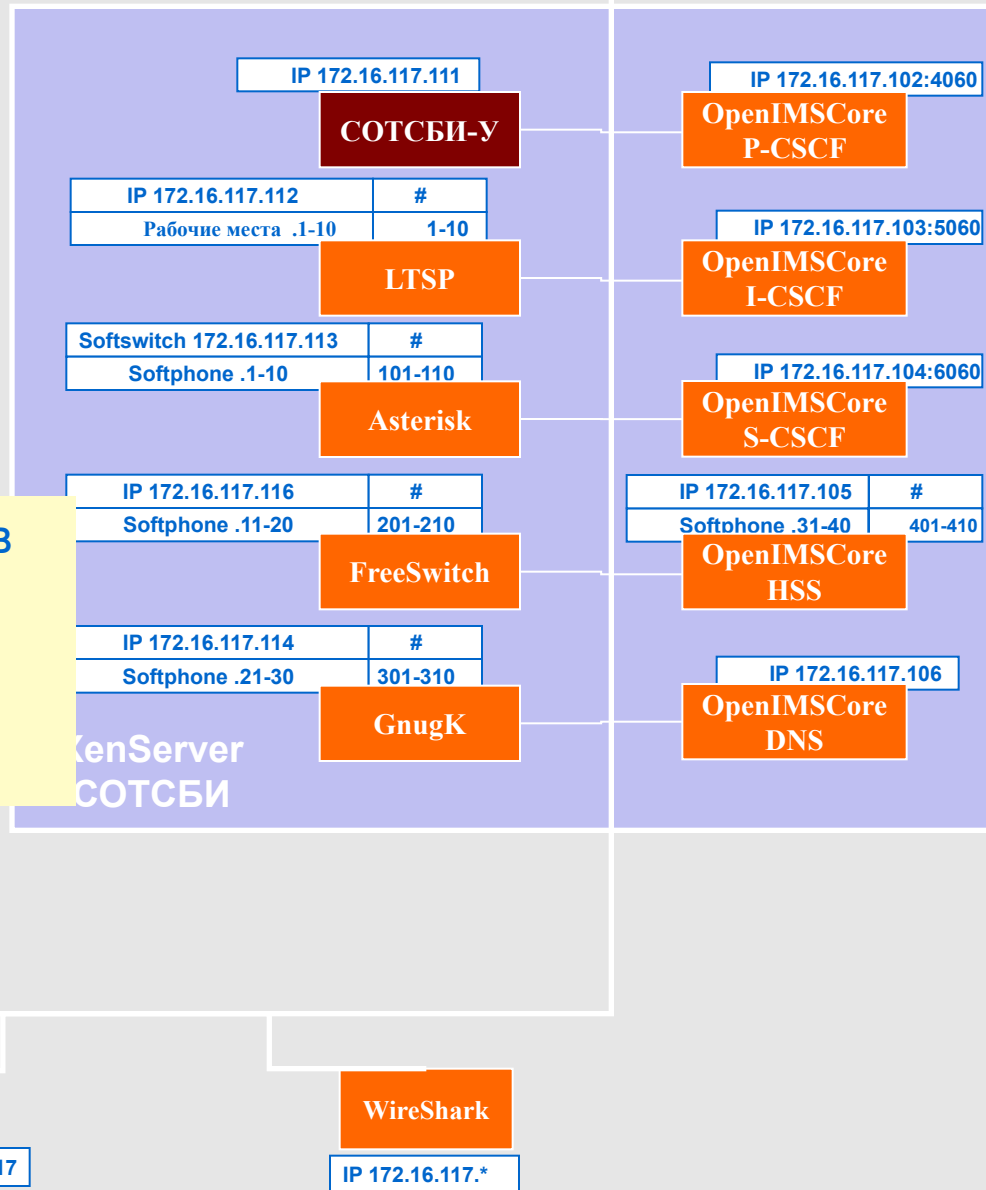 IP 172.16.117.111
СОТСБИ-У
IP 172.16.117.102:4060
OpenIMSCore
P-CSCF
IP 172.16.117.112 #
Рабочие места .1-10 1-10
LTSP
IP 172.16.117.103:5060
OpenIMSCore
I-CSCF
Softswitch 172.16.117.113 #
Softphone .1-10 101-110
Asterisk
IP 172.16.117.104:6060
OpenIMSCore
S-CSCF
IP 172.16.117.116 #
Softphone .11-20 201-210
FreeSwitch
IP 172.16.117.105 #
Softphone .31-40 401-410
OpenIMSCore
HSS
IP 172.16.117.114 #
Softphone .21-30 301-310
GnugK
IP 172.16.117.106
OpenIMSCore
DNS
XenServer
СОТСБИ
WireShark
IP 172.16.117.*